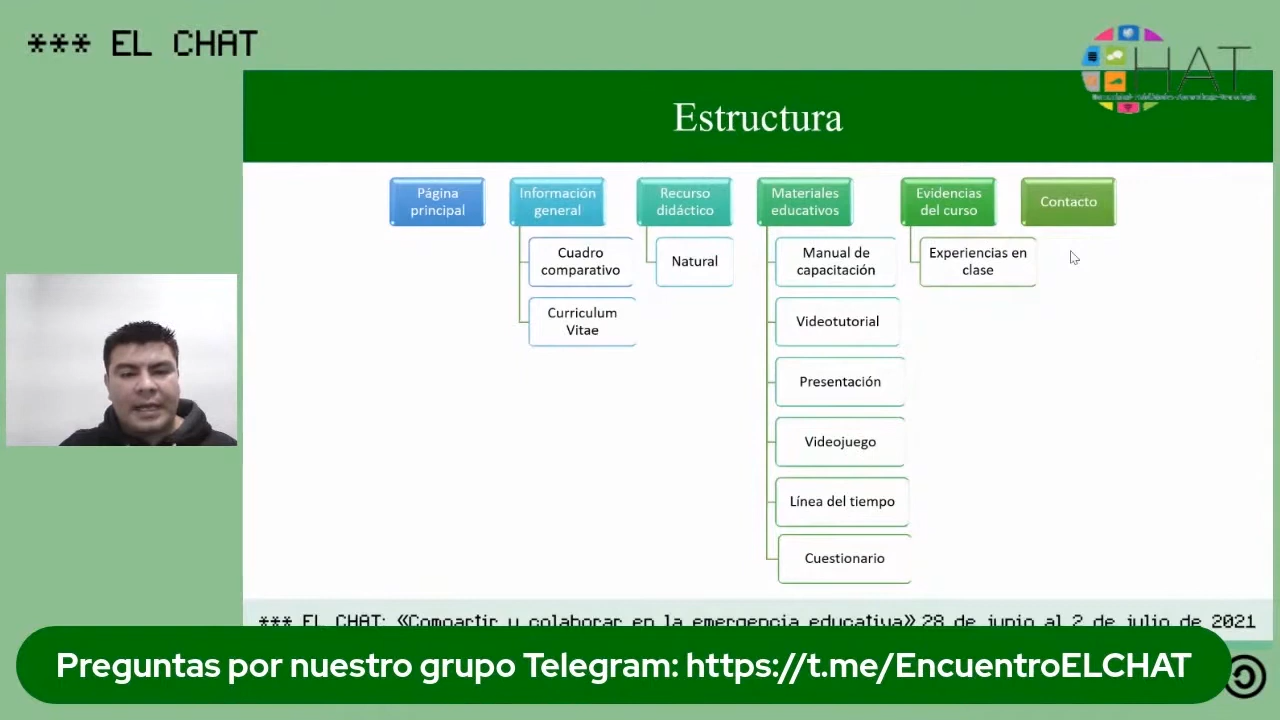 *** EL CHAT
HAT
Estructura
Página
principal
Información
general
Recurso
didáctico
Materiales
educativos
Evidencias
del curso
Contacto
Cuadro
comparativo
Curriculum
Vitae
Natural
Manual de
capacitación
Videotutorial
Presentación
Videojuego
Línea del tiempo
Cuestionario
Experiencias en
clase
*** EL CHAT: «Compartir y colaborar en la emergencia educativa» 28 de junio al 2 de julio de 2021
Preguntas por nuestro grupo Telegram: https://t.me/EncuentroELCHAT